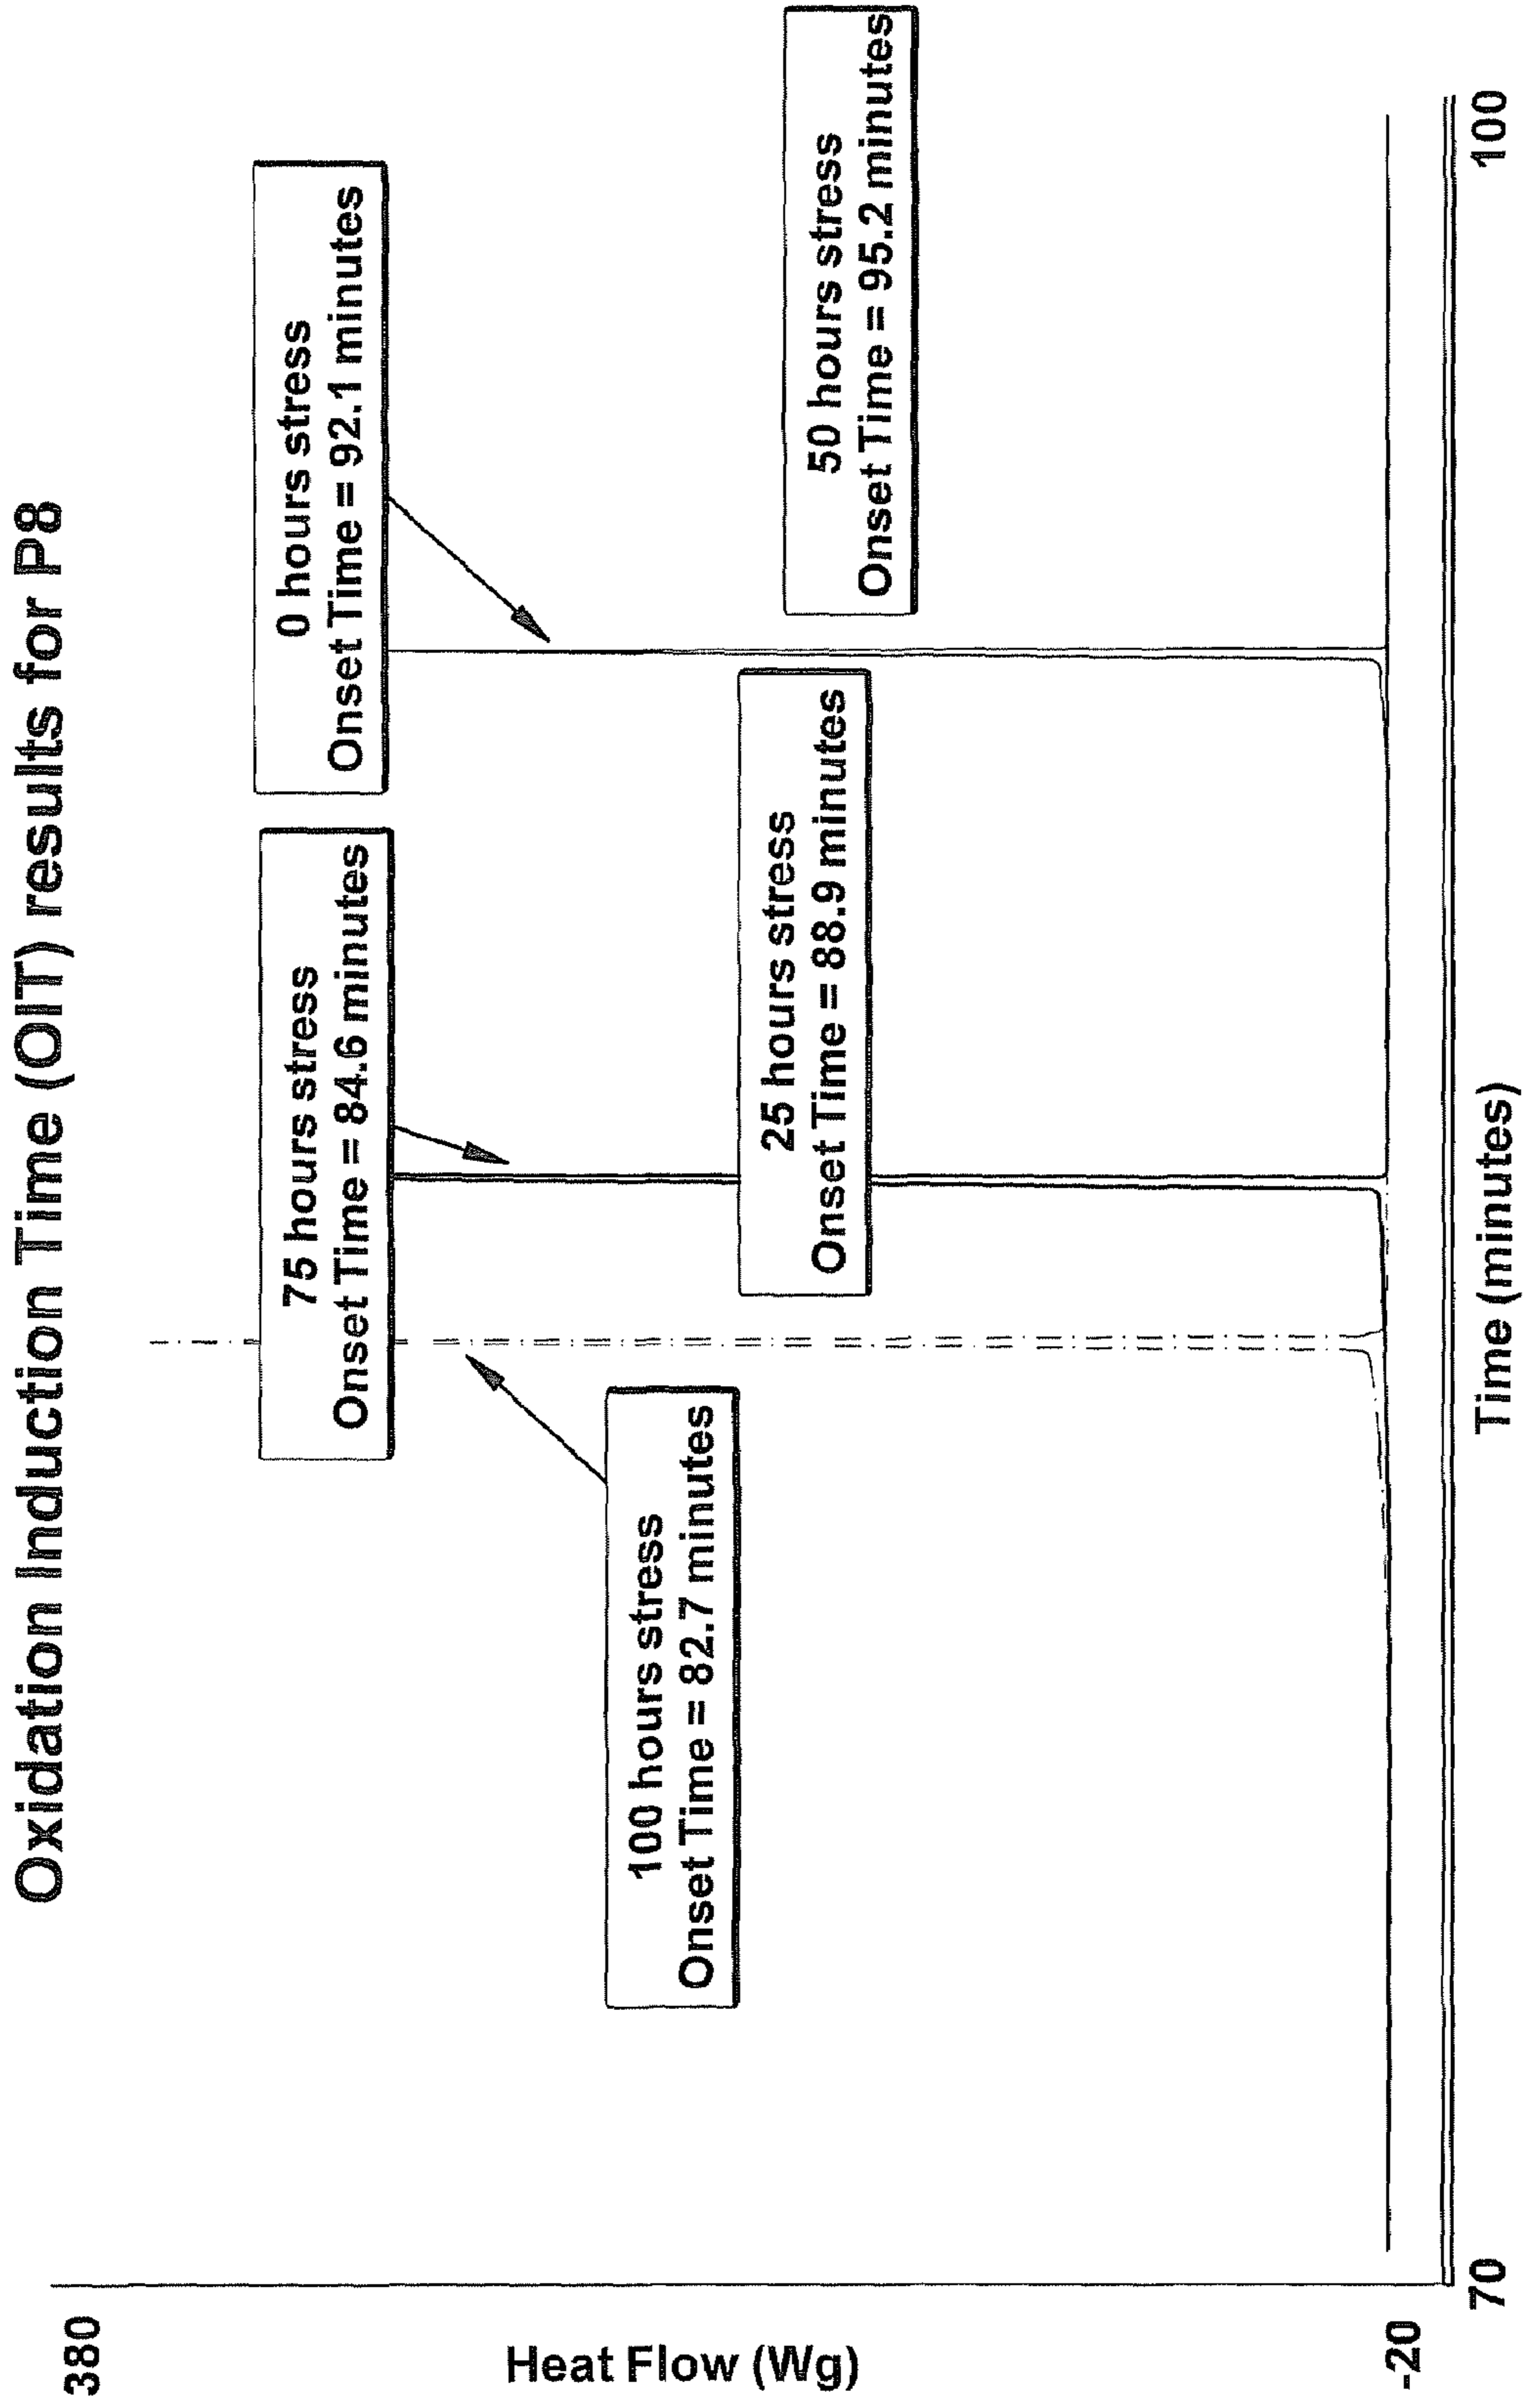 Oxidation Induction Time (OIT) results for P8
380
Heat Flow (Wg)
-20
75 hours stress
Onset Time = 84.6 minutes
0 hours stress
Onset Time = 92.1 minutes
100 hours stress
Onset Time = 82.7 minutes
25 hours stress
Onset Time = 88.9 minutes
50 hours stress
Onset Time = 95.2 minutes
70
Time (minutes)
100